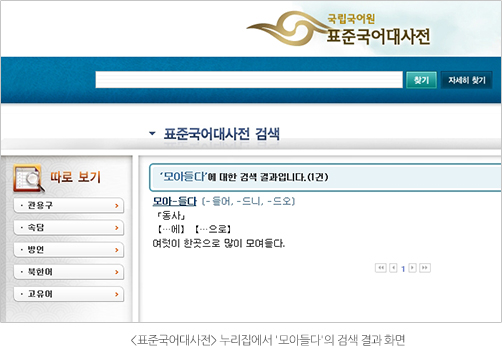 국립국어원
표준국어대사전
찾기 자세히 찾기
표준국어대사전 검색
따로 보기
· 관용구
· 속담
· 방언
· 북한어
· 고유어
'모아들다'에 대한 검색 결과입니다.(1건)
모아-들다 [-들어, -드니, -드오]
「동사」
【…에】【…으로】
여럿이 한곳으로 많이 모여들다.
1
<표준국어대사전> 누리집에서 '모아들다'의 검색 결과 화면